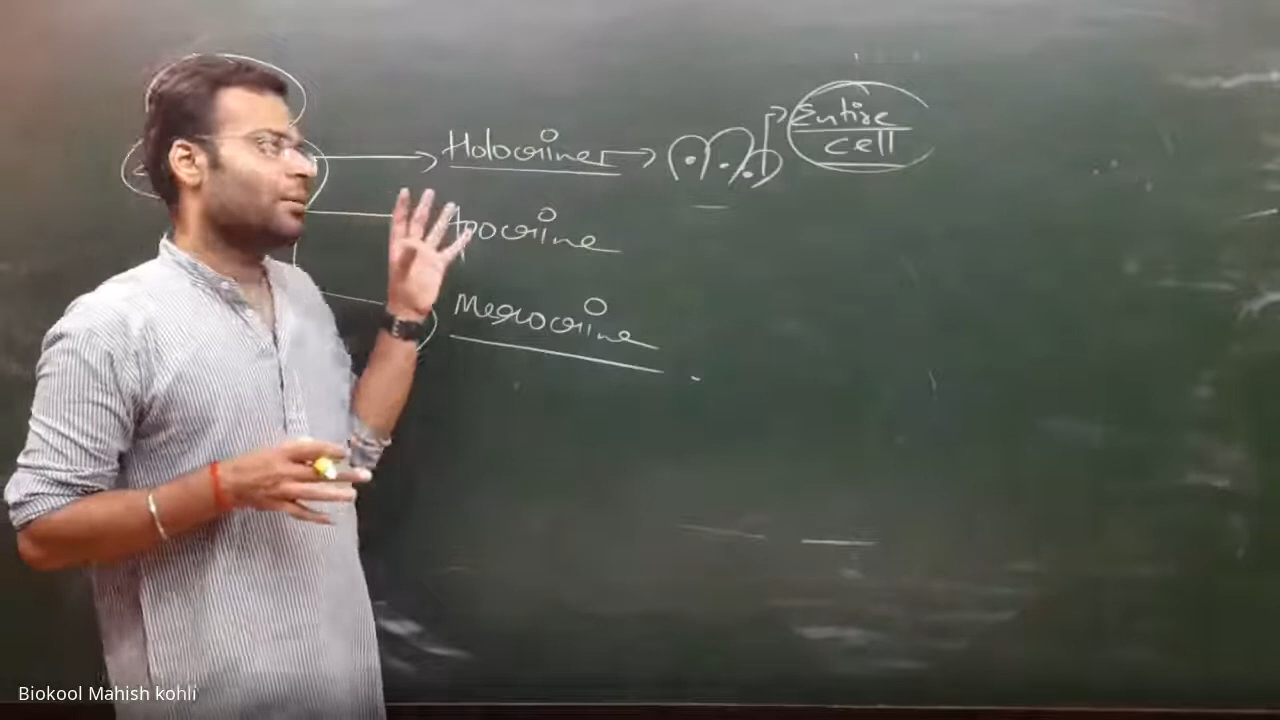 Holocrine
Entire
cell
Apocrine
Merocrine
Biokool Mahish kohli